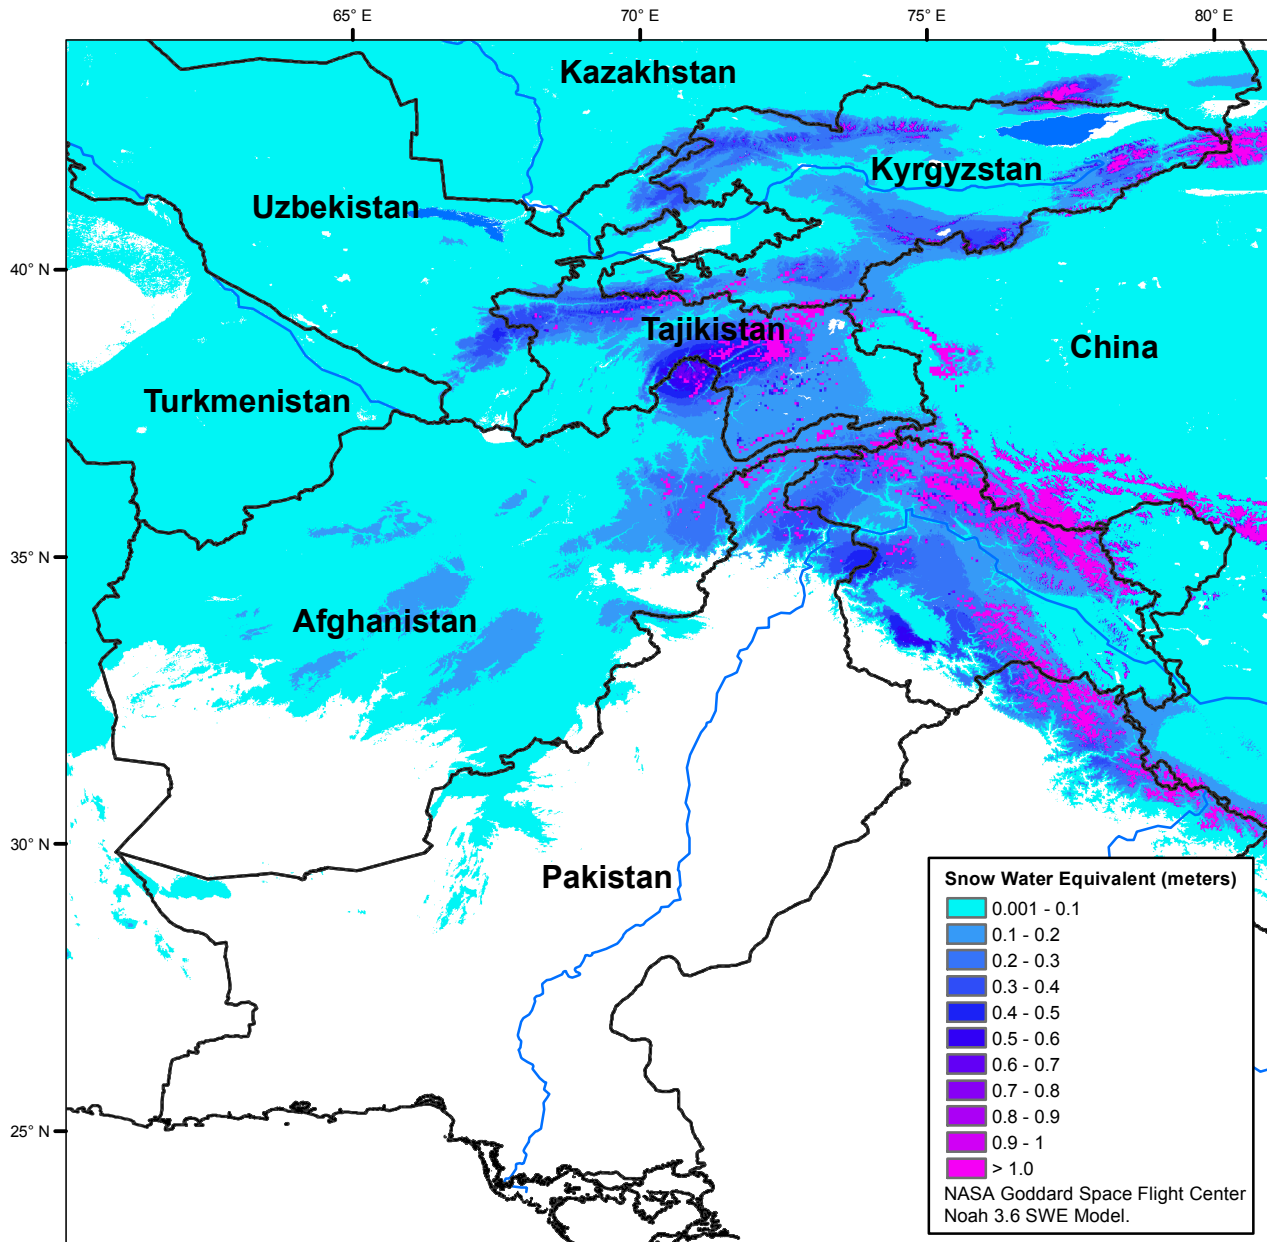 65° E
70° E
75° E
80° E
Kazakhstan
Kyrgyzstan
Uzbekistan
40° N
Tajikistan
China
Turkmenistan
35° N
Afghanistan
30° N
Pakistan
25° N
Snow Water Equivalent (meters)
0.001 - 0.1
0.1 - 0.2
0.2 - 0.3
0.3 - 0.4
0.4 - 0.5
0.5 - 0.6
0.6 - 0.7
0.7 - 0.8
0.8 - 0.9
0.9 - 1
> 1.0
NASA Goddard Space Flight Center
Noah 3.6 SWE Model.